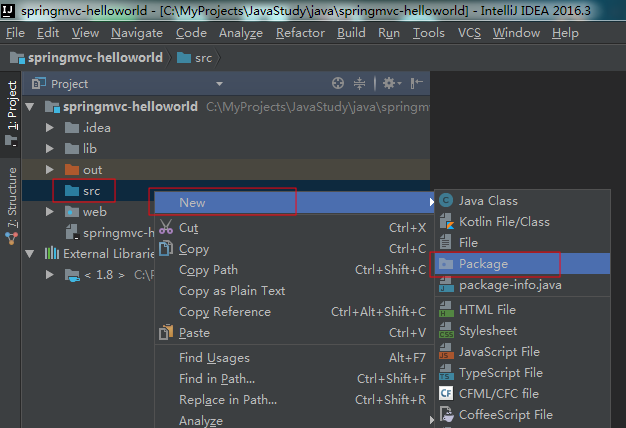 springmvc-helloworld - [C:\MyProjects\JavaStudy\java\springmvc-helloworld] - IntelliJ IDEA 2016.3
File Edit View Navigate Code Analyze Refactor Build Run Tools VCS Window Help
springmvc-helloworld src
1: Project
7: Structure
Project
springmvc-helloworld C:\MyProjects\JavaStudy\java\springmv
.idea
lib
out
src
web
springmvc-h
External Librarie
< 1.8 > C:\P
New
Cut Ctrl+X
Copy Ctrl+C
Copy Path Ctrl+Shift+C
Copy as Plain Text
Copy Reference Ctrl+Alt+Shift+C
Paste Ctrl+V
Find Usages Alt+F7
Find in Path... Ctrl+Shift+F
Replace in Path... Ctrl+Shift+R
Analyze
Java Class
Kotlin File/Class
File
Package
package-info.java
HTML File
Stylesheet
JavaScript File
TypeScript File
CFML/CFC file
CoffeeScript File